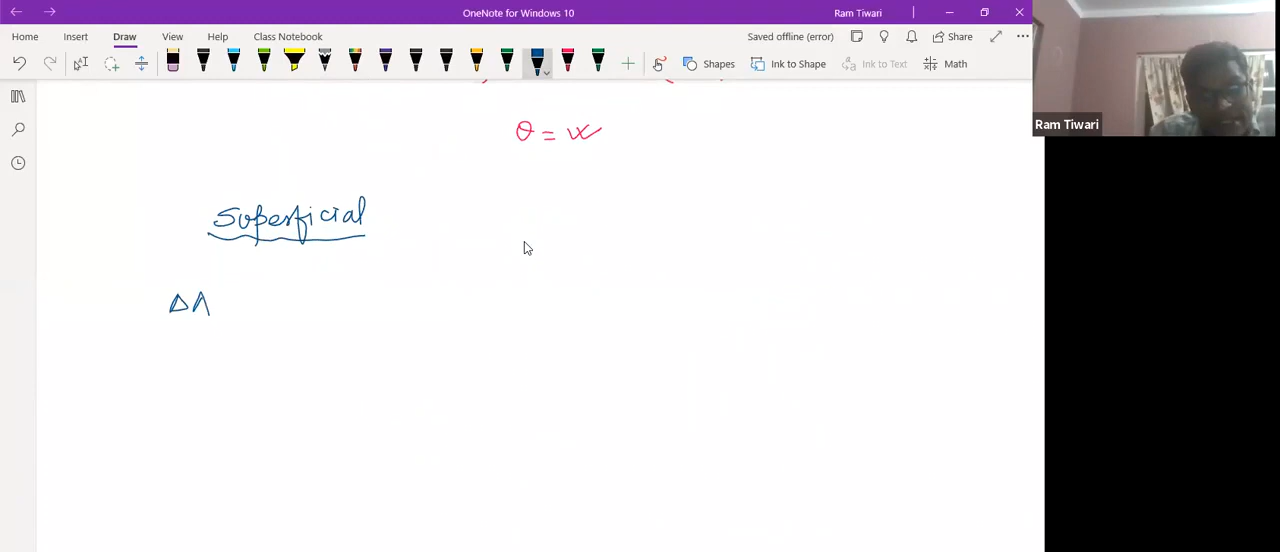 OneNote for Windows 10
Ram Tiwari
Home Insert Draw View Help Class Notebook
Saved offline (error)
Share
Shapes Ink to Shape Ink to Text Math
Ram Tiwari
θ =
Superficial
ΔA